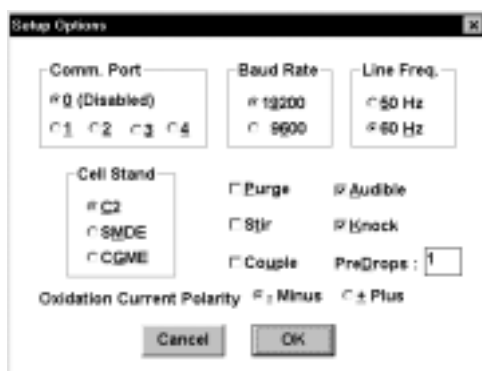 Setup Options
Comm. Port
0 (Disabled)
1 2 3 4
Baud Rate
19200
9600
Line Freq.
50 Hz
60 Hz
Cell Stand
C2
SMDE
CGME
Purge
Stir
Couple
Audible
Knock
PreDrops : 1
Oxidation Current Polarity - Minus + Plus
Cancel OK